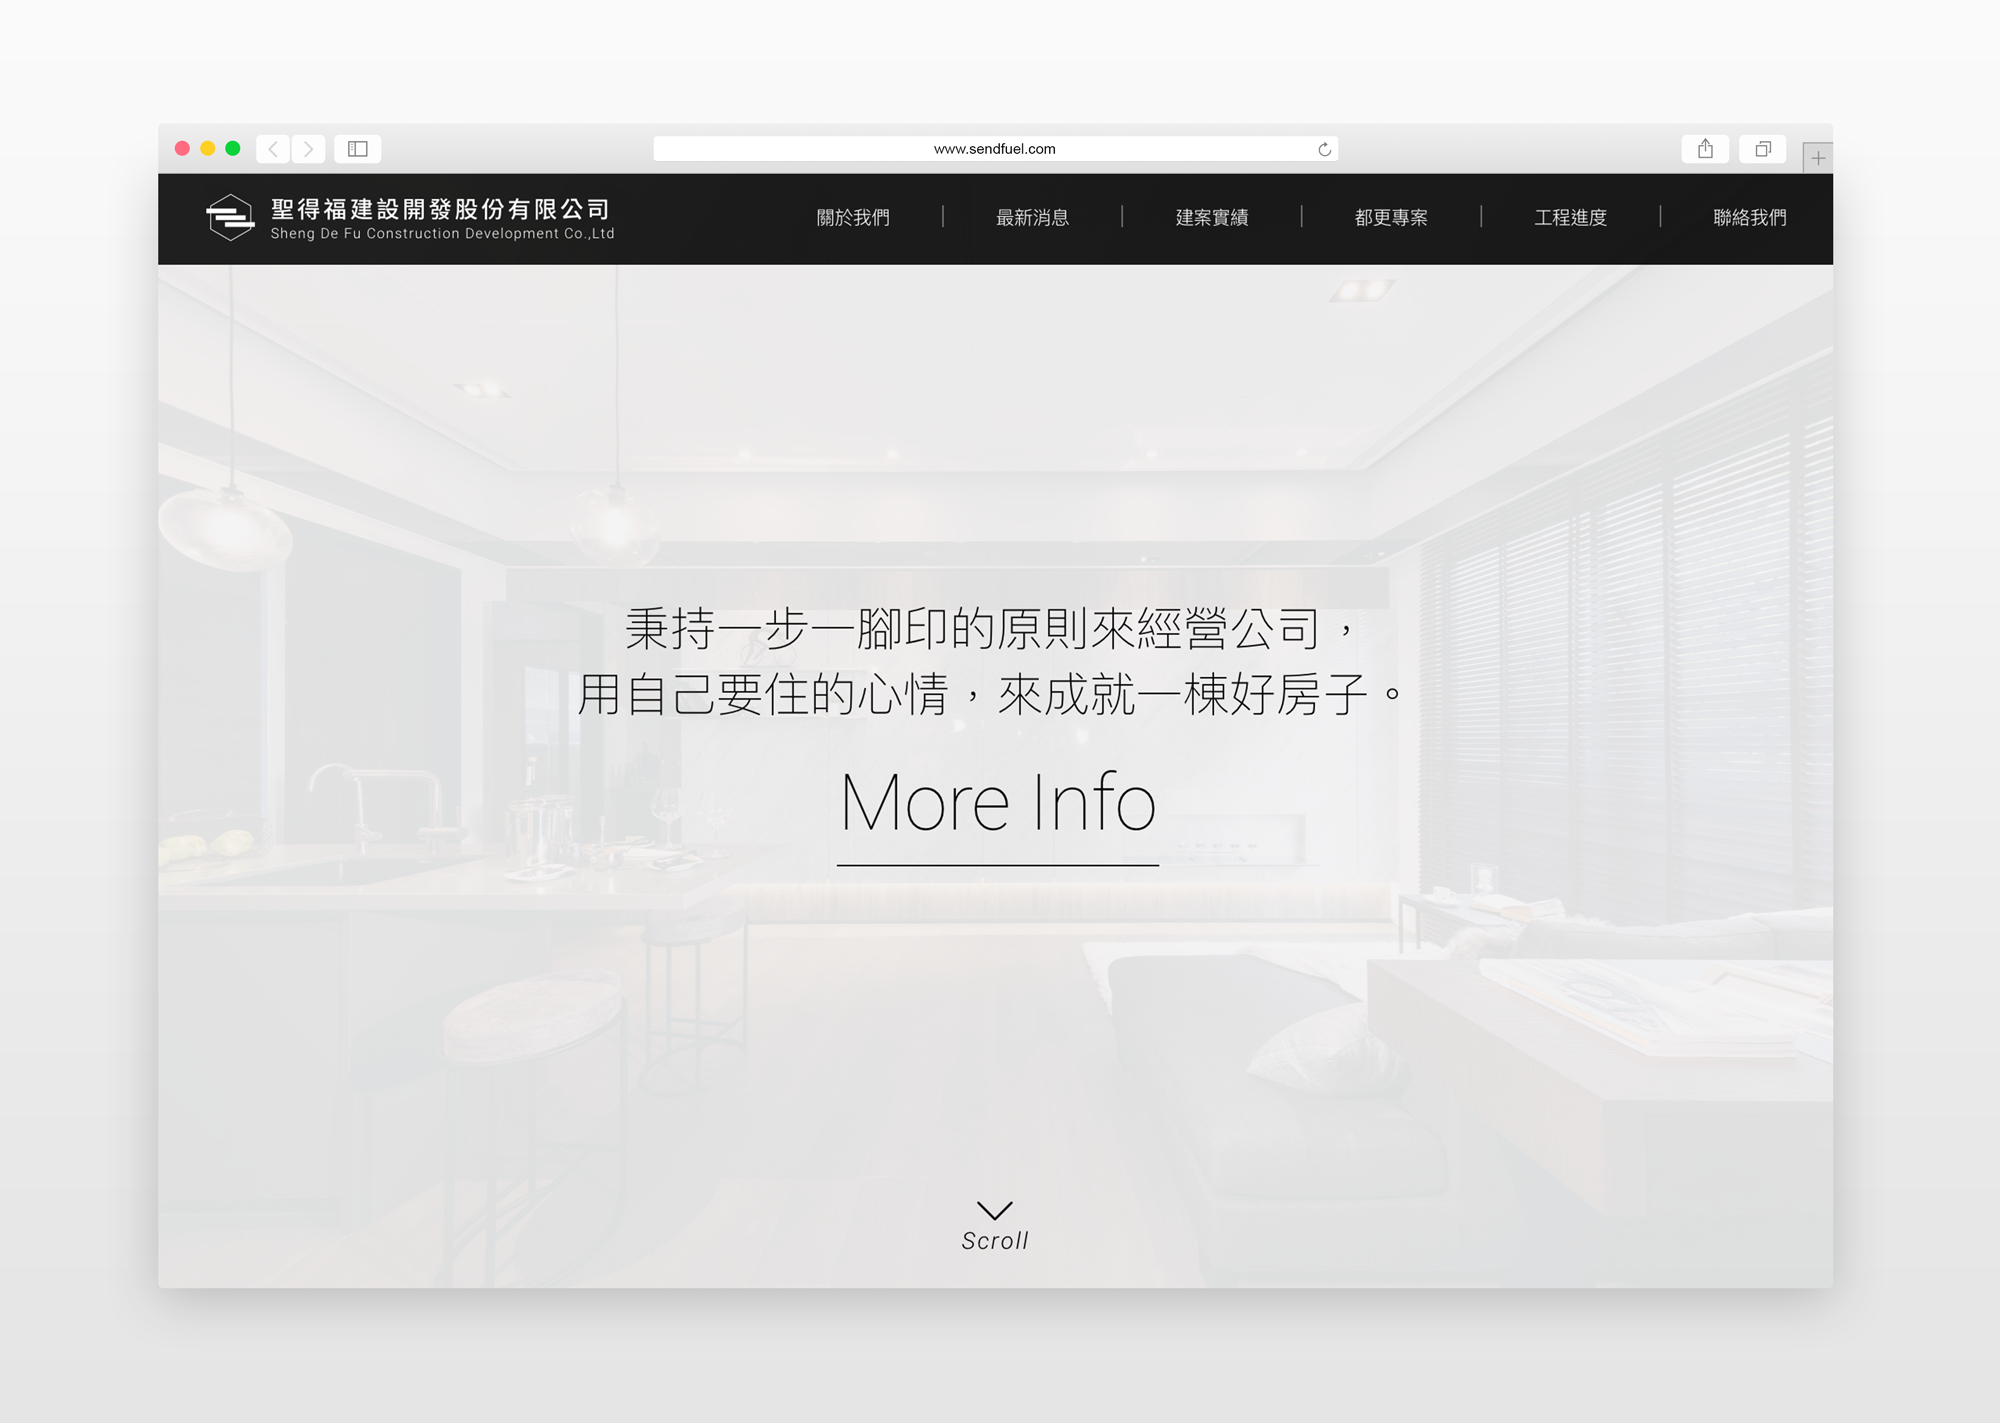 www.sendfuel.com
聖得福建設開發股份有限公司
Sheng De Fu Construction Development Co.,Ltd
關於我們 | 最新消息 | 建案實績 | 都更專案 | 工程進度 | 聯絡我們
秉持一步一腳印的原則來經營公司，
用自己要住的心情，來成就一棟好房子。
More Info
Scroll